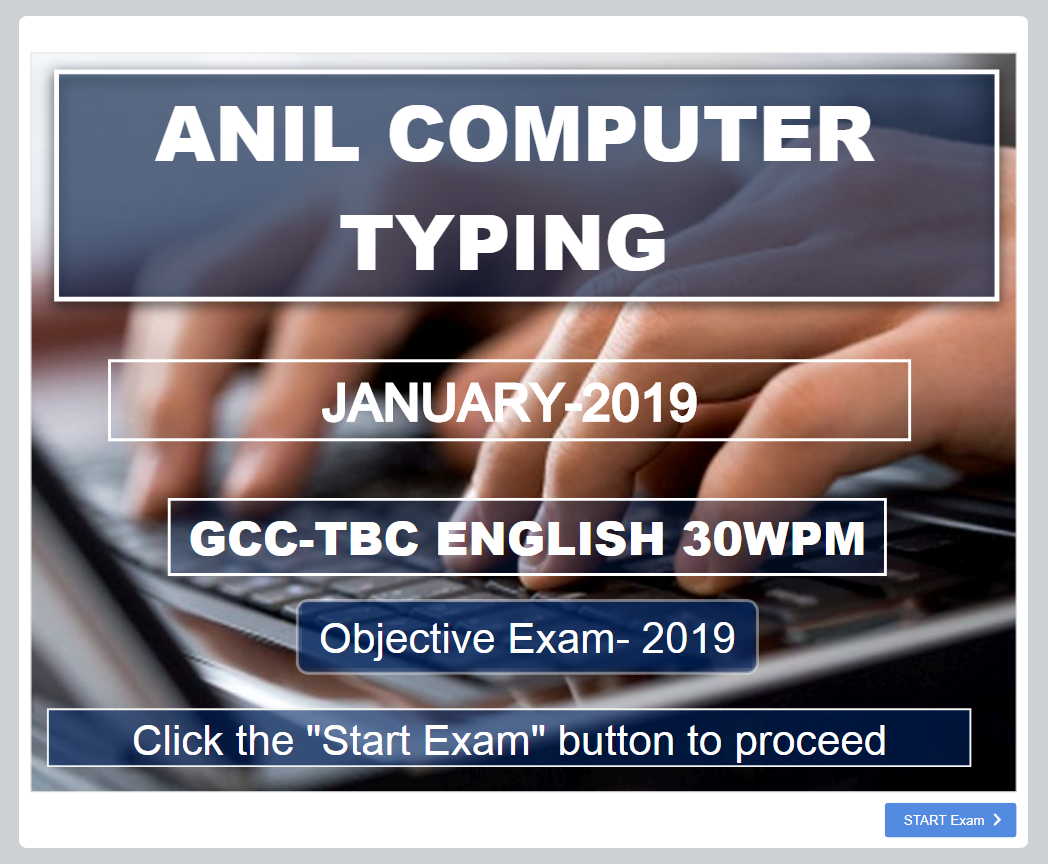 ANIL COMPUTER
TYPING
JANUARY-2019
GCC-TBC ENGLISH 30WPM
Objective Exam- 2019
Click the "Start Exam" button to proceed
START Exam